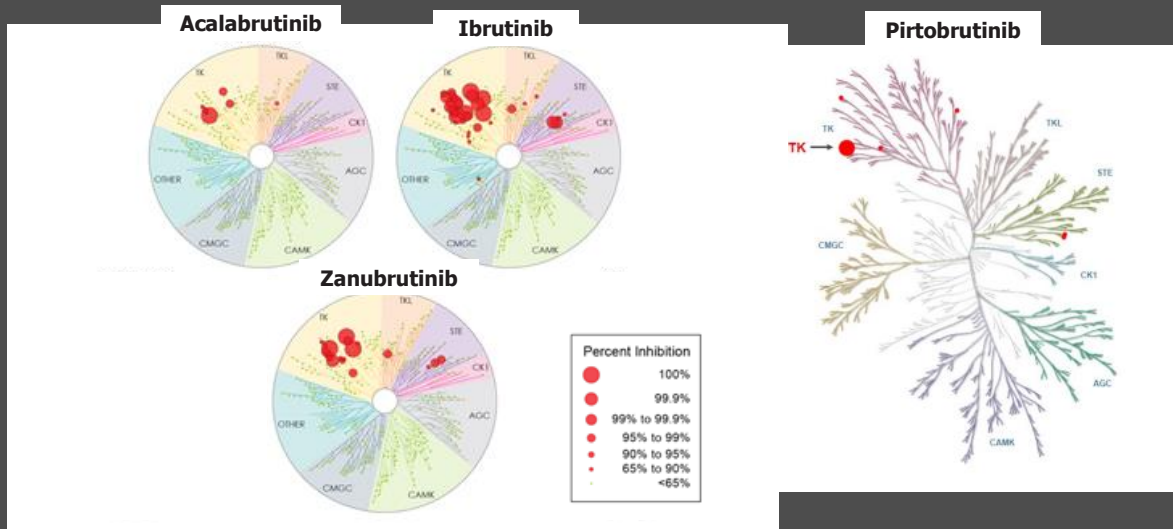 Acalabrutinib
TK
TKL
STE
CK1
AGC
CAMK
CMGC
OTHER
Ibrutinib
TK
TKL
STE
CK1
AGC
CAMK
CMGC
OTHER
Zanubrutinib
TK
TKL
STE
CK1
AGC
CAMK
CMGC
OTHER
Percent Inhibition
100%
99.9%
99% to 99.9%
95% to 99%
90% to 95%
65% to 90%
<65%
Pirtobrutinib
TK
TK
TKL
STE
CMGC
CK1
AGC
CAMK